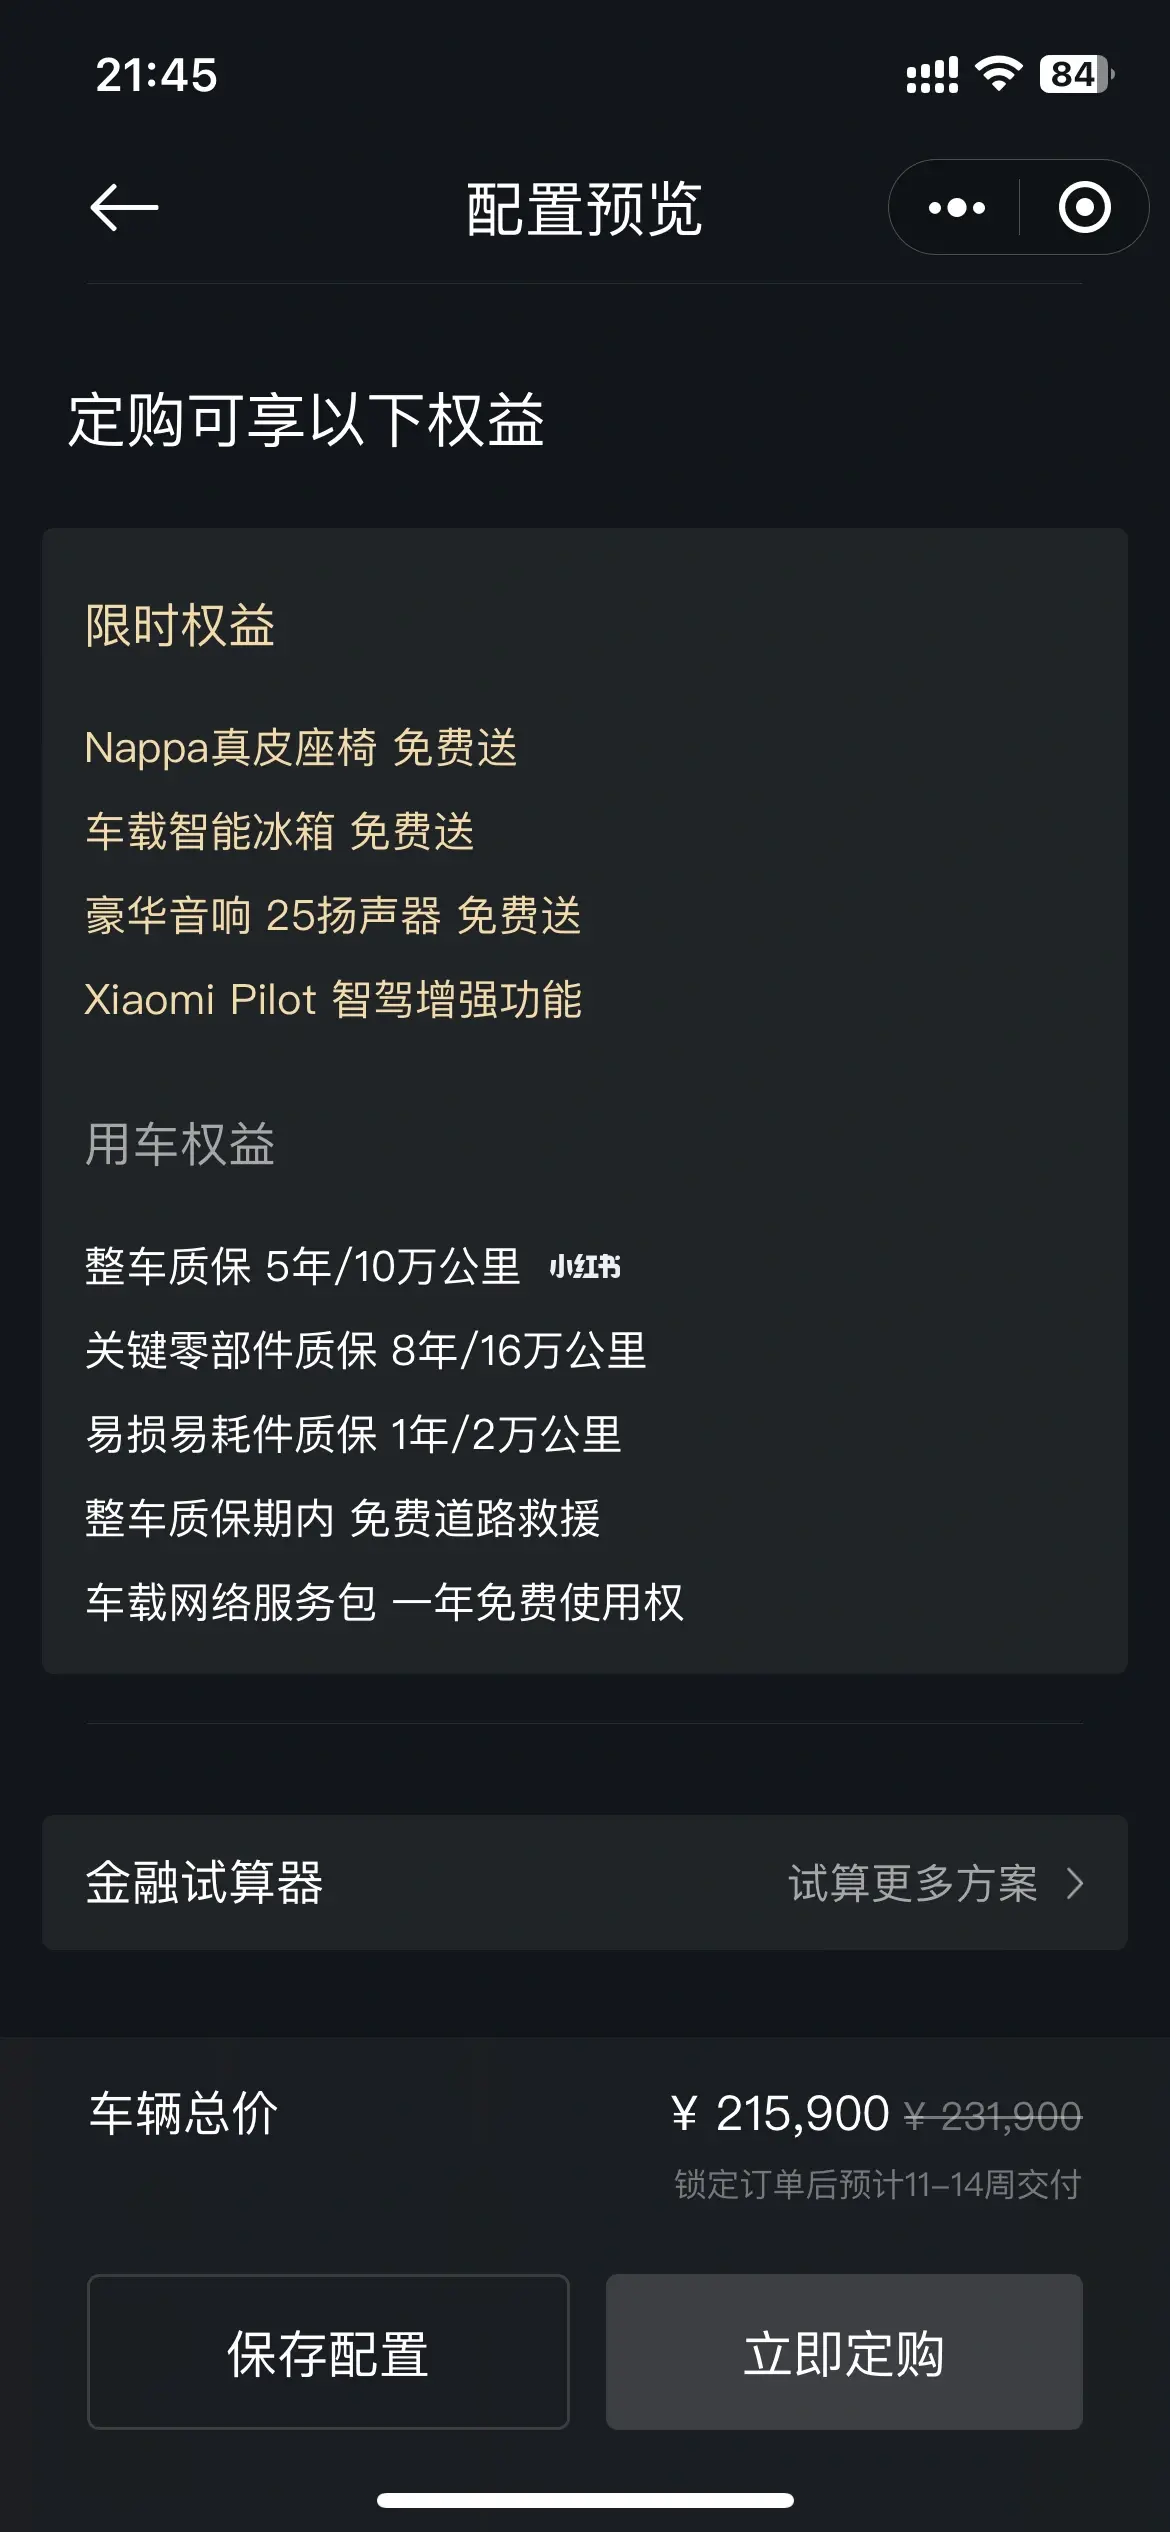 21:45
84
配置预览
定购可享以下权益
限时权益
Nappa真皮座椅 免费送
车载智能冰箱 免费送
豪华音响 25扬声器 免费送
Xiaomi Pilot 智驾增强功能
用车权益
整车质保 5年/10万公里 小红书
关键零部件质保 8年/16万公里
易损易耗件质保 1年/2万公里
整车质保期内 免费道路救援
车载网络服务包 一年免费使用权
金融试算器 试算更多方案
车辆总价 ¥ 215,900 ¥ 231,900
锁定订单后预计11-14周交付
保存配置 立即定购